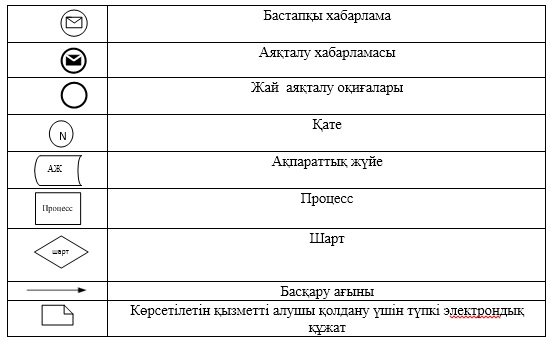 Бастапқы хабарлама
Аяқталу хабарламасы
Жай аяқталу оқиғалары
N
Қате
АЖ
Ақпараттық жүйе
Процесс
Процесс
шарт
Шарт
Басқару ағыны
Көрсетілетін қызметті алушы қолдану үшін түпкі электрондық
құжат